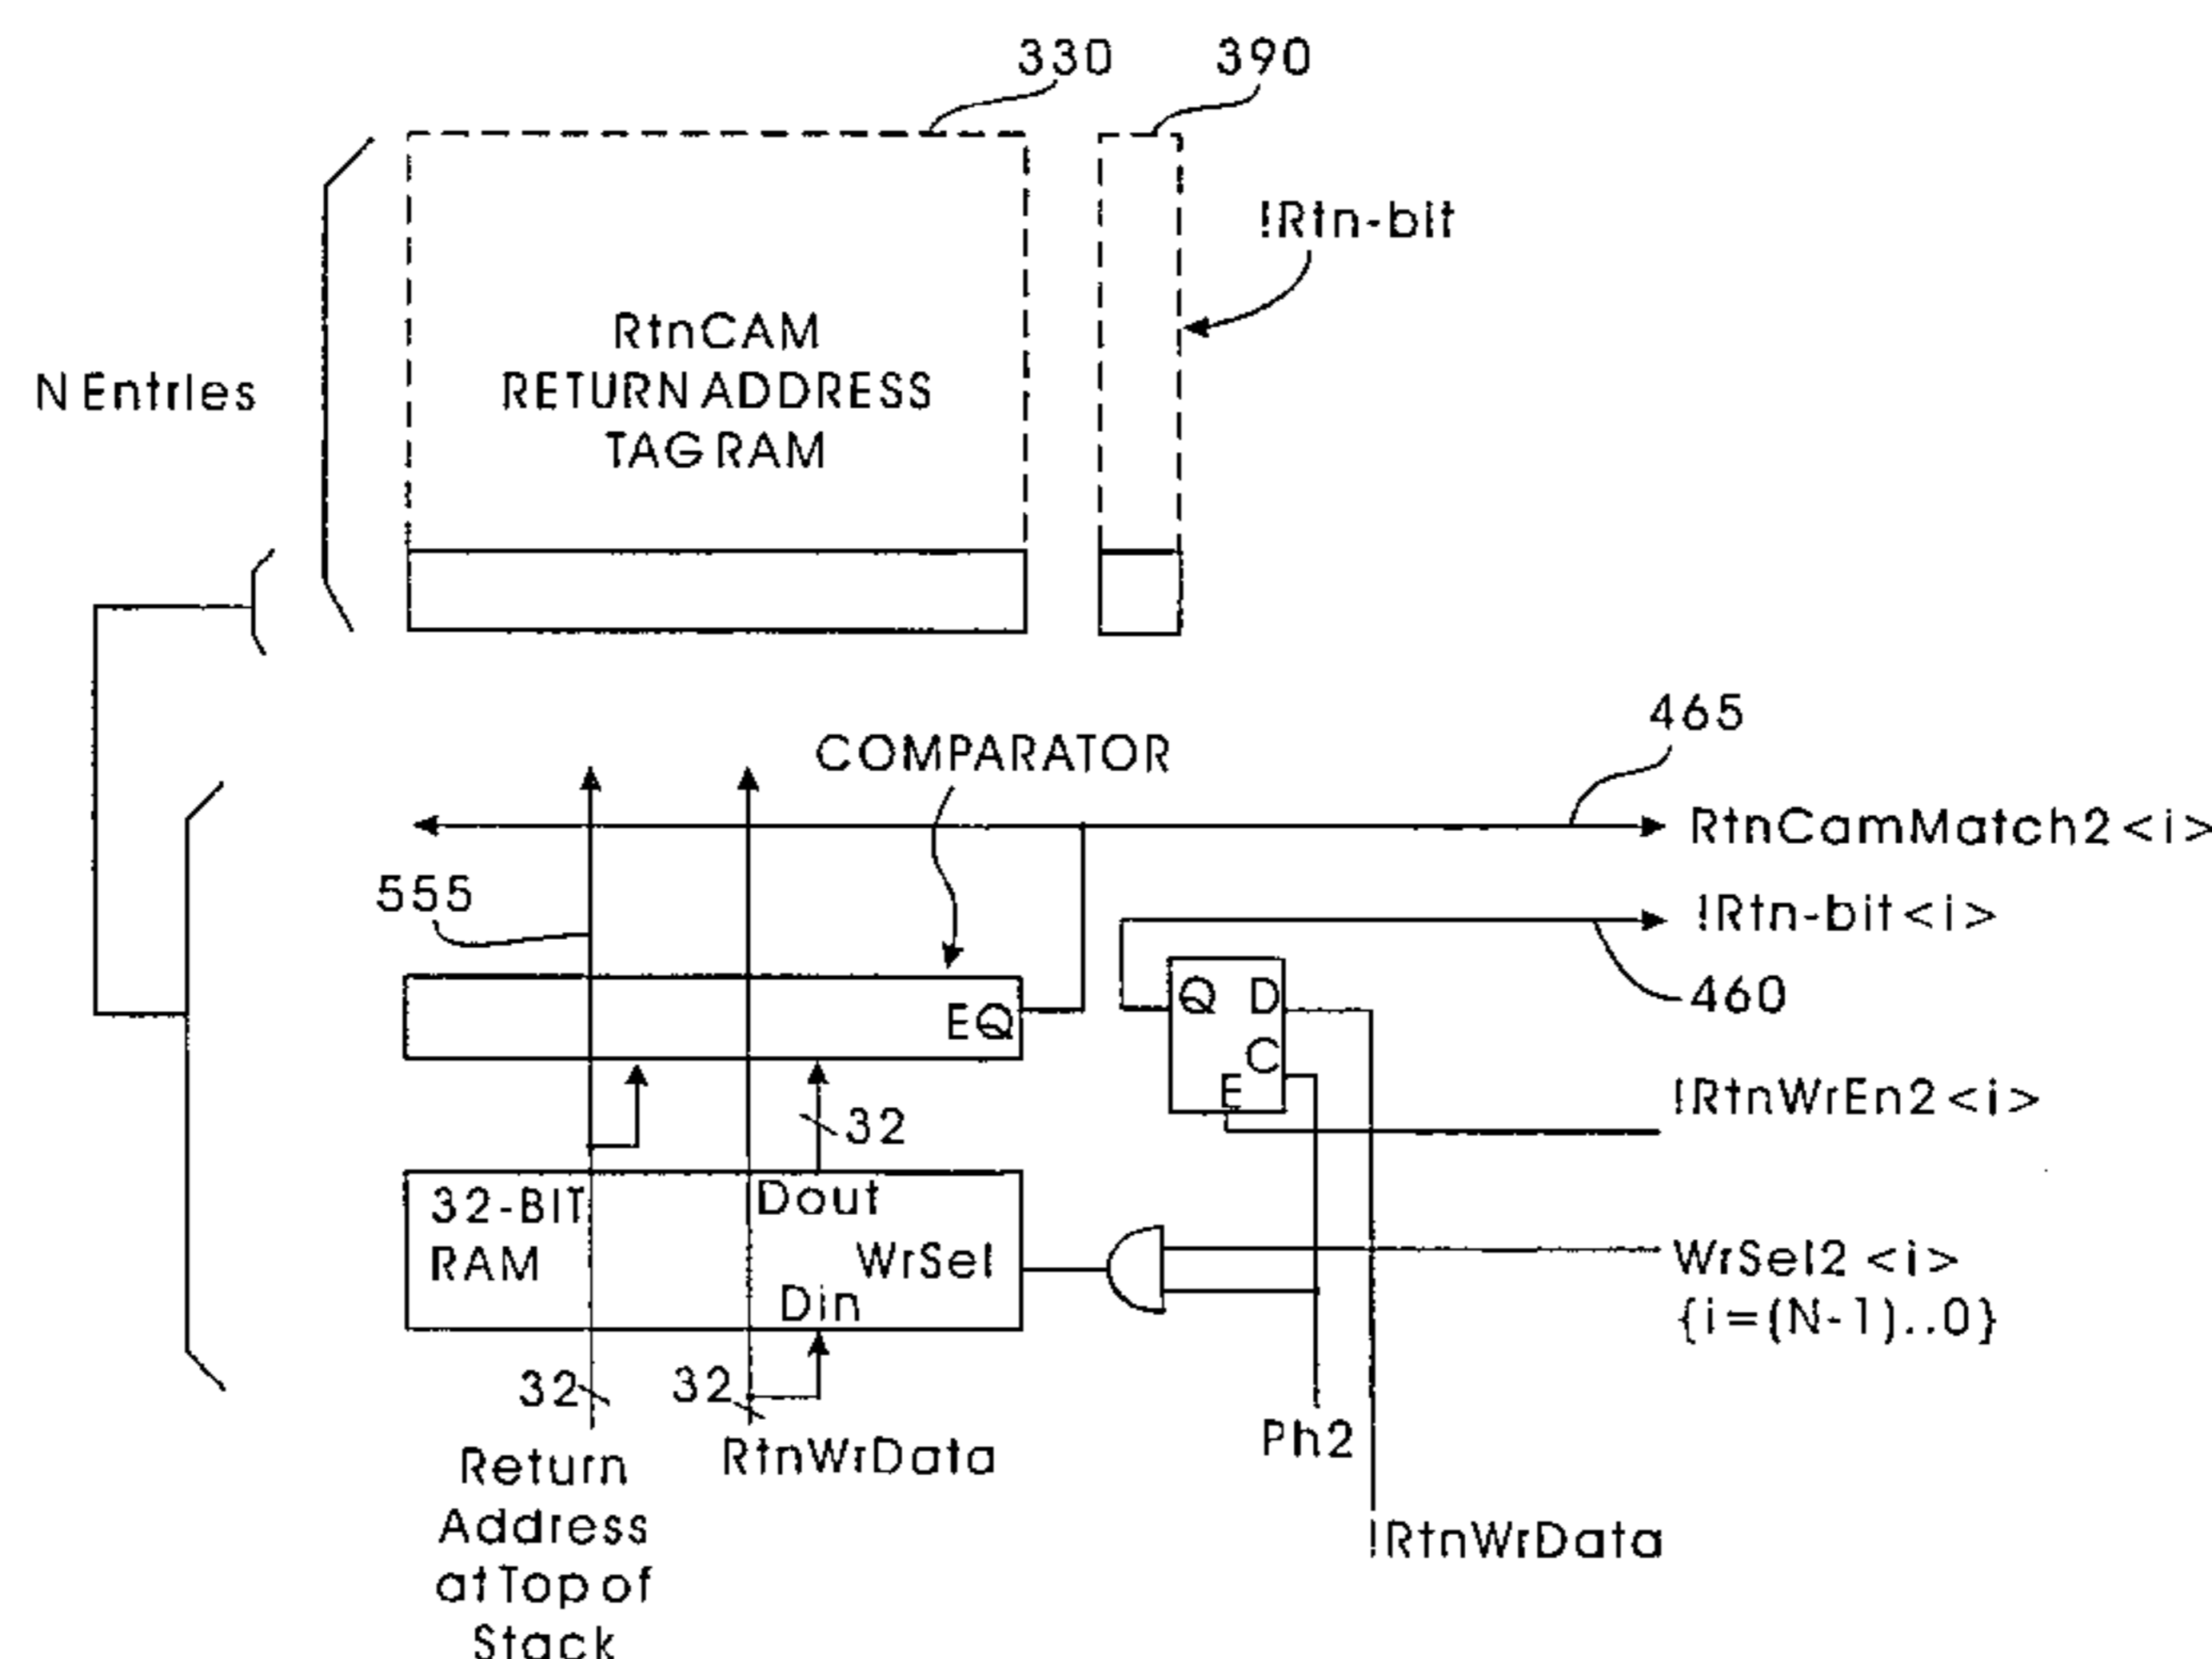 330
390
!Rtn-bit
RtnCAM
RETURN ADDRESS
TAG RAM
N Entries
465
COMPARATOR
RtnCamMatch2<i>
555
!Rtn-bit<i>
460
EQ
Q D
C
E
!RtnWrEn2<i>
32
32-BIT
RAM
Dout
WrSel
Din
WrSel2<i>
{i=(N-1)..0}
32
32
Ph2
RtnWrData
Return
Address
at Top of
Stack
!RtnWrData